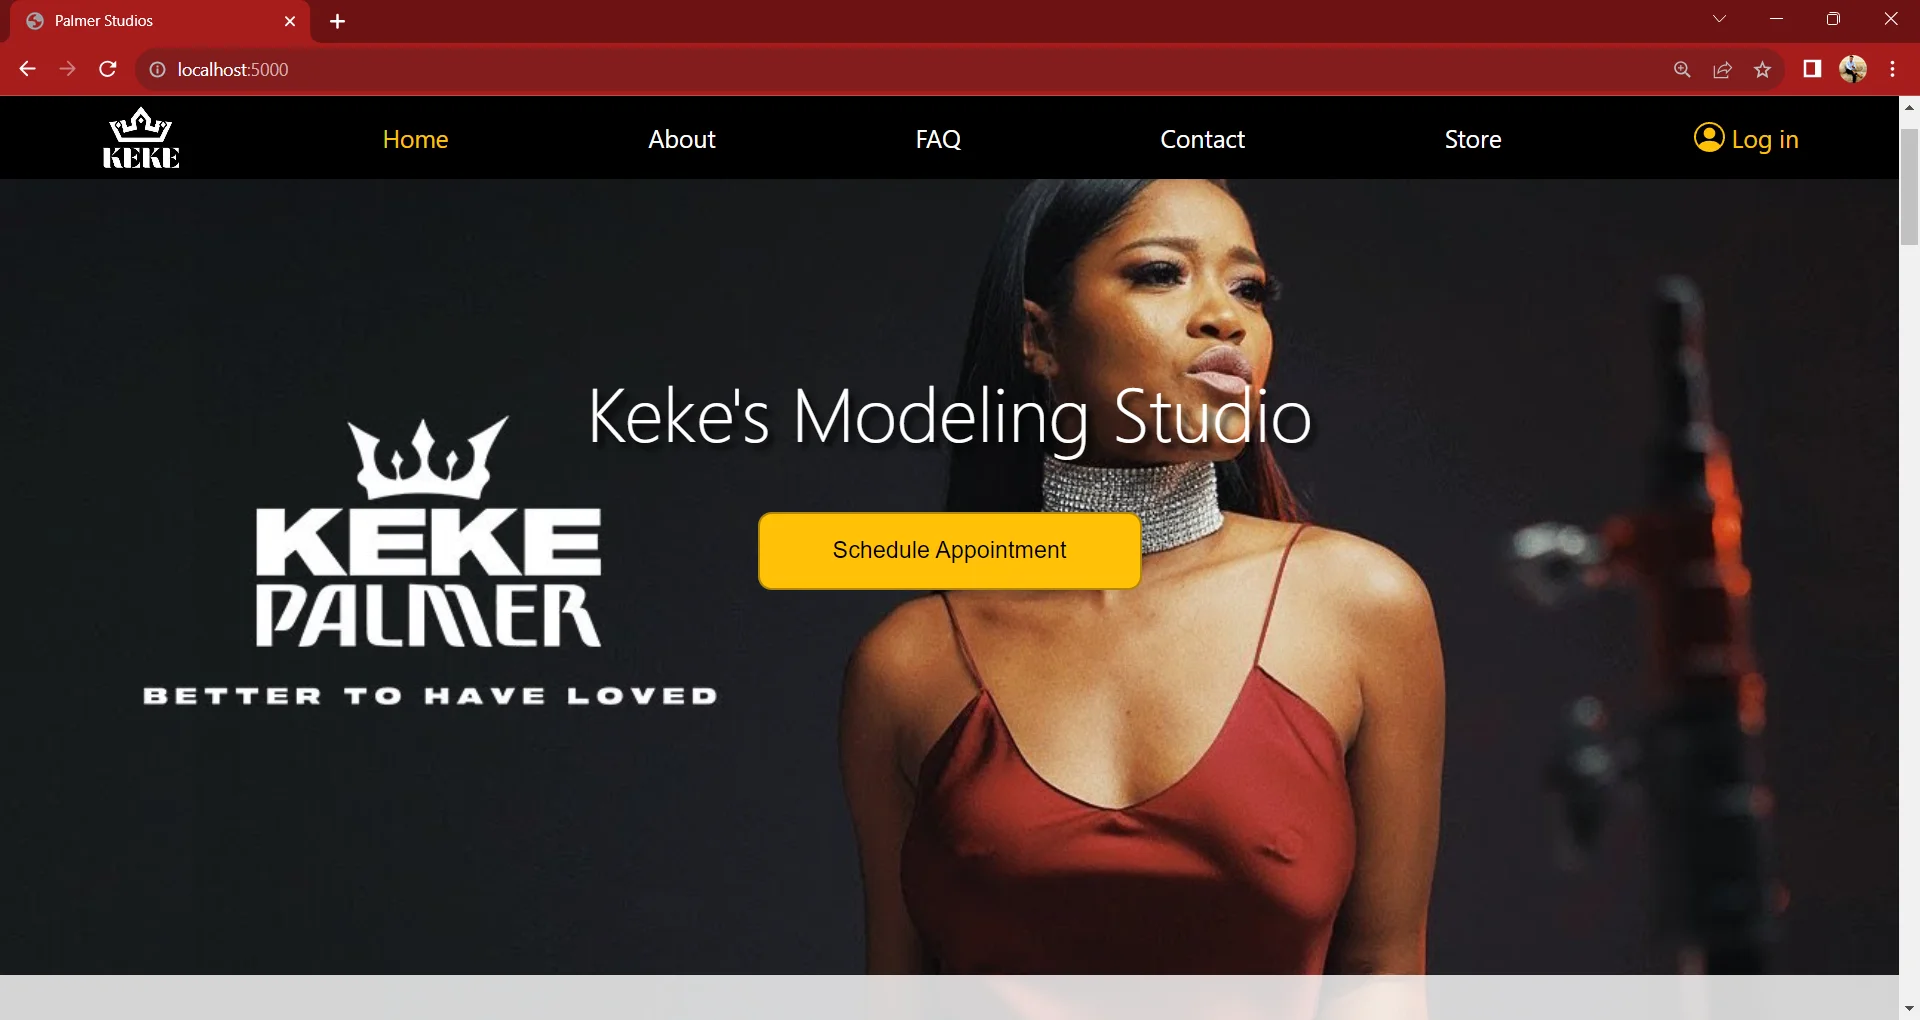 Palmer Studios
localhost:5000
KEKE
Home
About
FAQ
Contact
Store
Log in
Keke's Modeling Studio
Schedule Appointment
KEKE
PALMER
BETTER TO HAVE LOVED